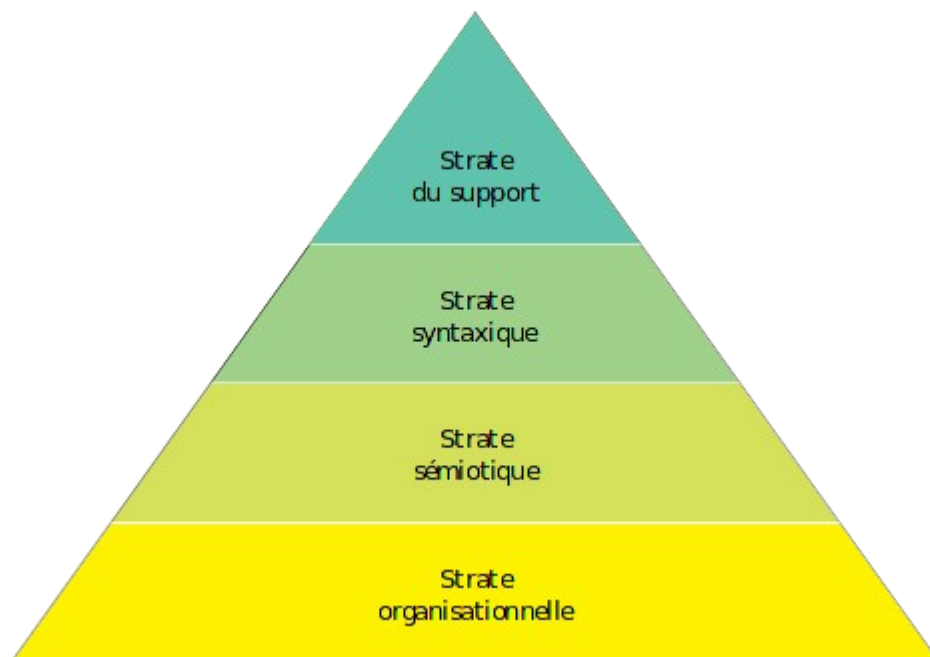 Strate
du support
Strate
syntaxique
Strate
sémiotique
Strate
organisationnelle